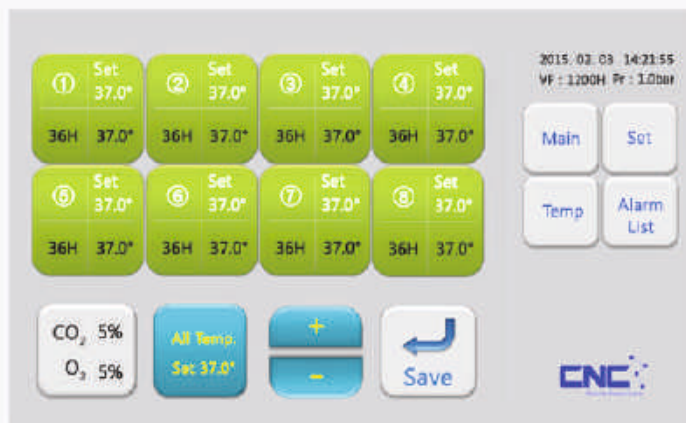 2015. 02. 03 14:21:55
VF : 1200H Pr : 1.0bar
① Set 37.0°
36H 37.0°
② Set 37.0°
36H 37.0°
③ Set 37.0°
36H 37.0°
④ Set 37.0°
36H 37.0°
Main
Set
⑤ Set 37.0°
36H 37.0°
⑥ Set 37.0°
36H 37.0°
⑦ Set 37.0°
36H 37.0°
⑧ Set 37.0°
36H 37.0°
Temp
Alarm
List
CO₂ 5%
O₃ 5%
All Temp.
Set 37.0°
+
−
Save
CNC